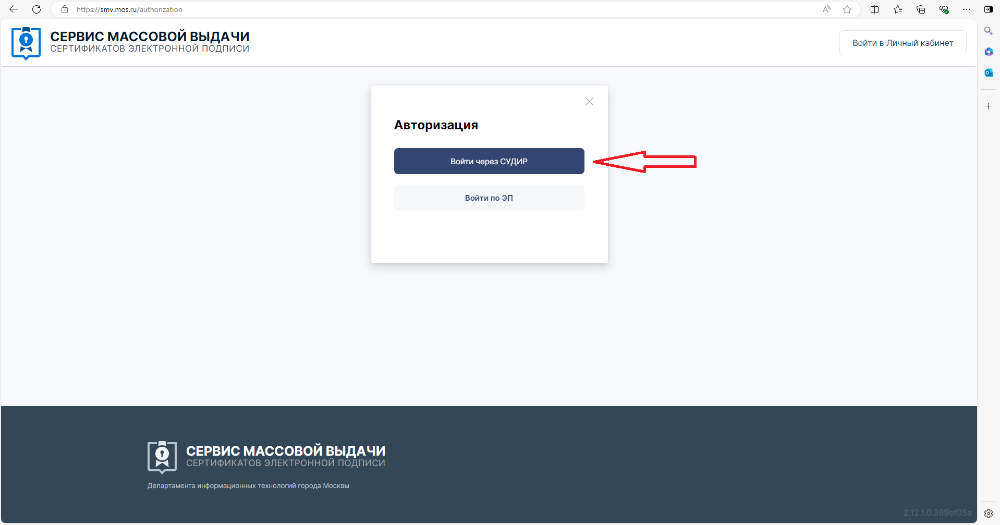 https://smv.mos.ru/authorization
СЕРВИС МАССОВОЙ ВЫДАЧИ
СЕРТИФИКАТОВ ЭЛЕКТРОННОЙ ПОДПИСИ
Войти в Личный кабинет
Авторизация
Войти через СУДИР
Войти по ЭП
СЕРВИС МАССОВОЙ ВЫДАЧИ
СЕРТИФИКАТОВ ЭЛЕКТРОННОЙ ПОДПИСИ
Департамента информационных технологий города Москвы
2.12.1.0.369ef05a